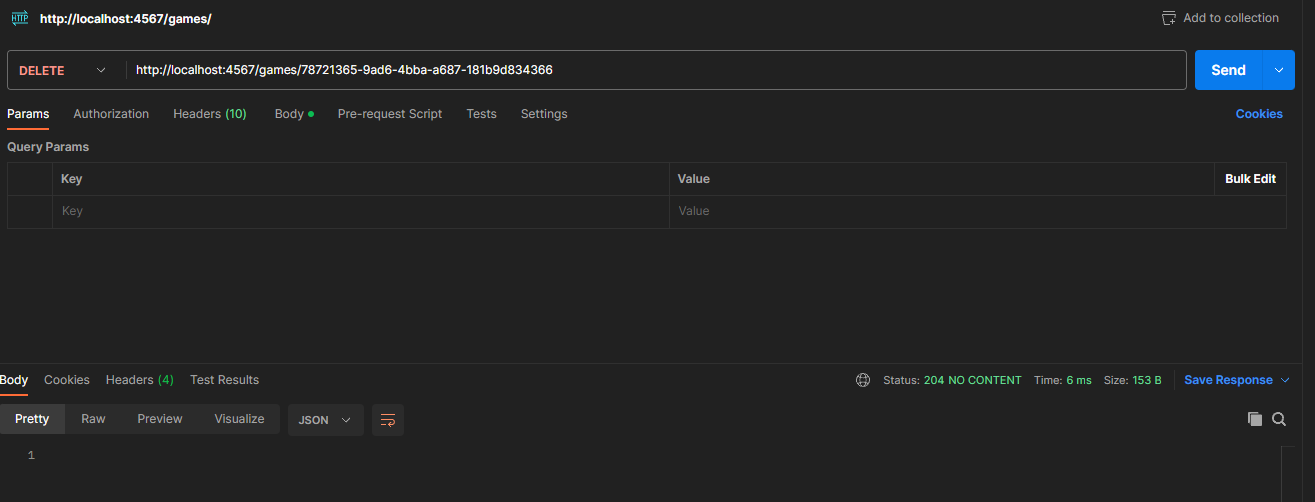 HTTP http://localhost:4567/games/ Add to collection
DELETE http://localhost:4567/games/78721365-9ad6-4bba-a687-181b9d834366 Send
Params Authorization Headers (10) Body Pre-request Script Tests Settings Cookies
Query Params
Key Value Bulk Edit
Key Value
Body Cookies Headers (4) Test Results Status: 204 NO CONTENT Time: 6 ms Size: 153 B Save Response
Pretty Raw Preview Visualize JSON
1